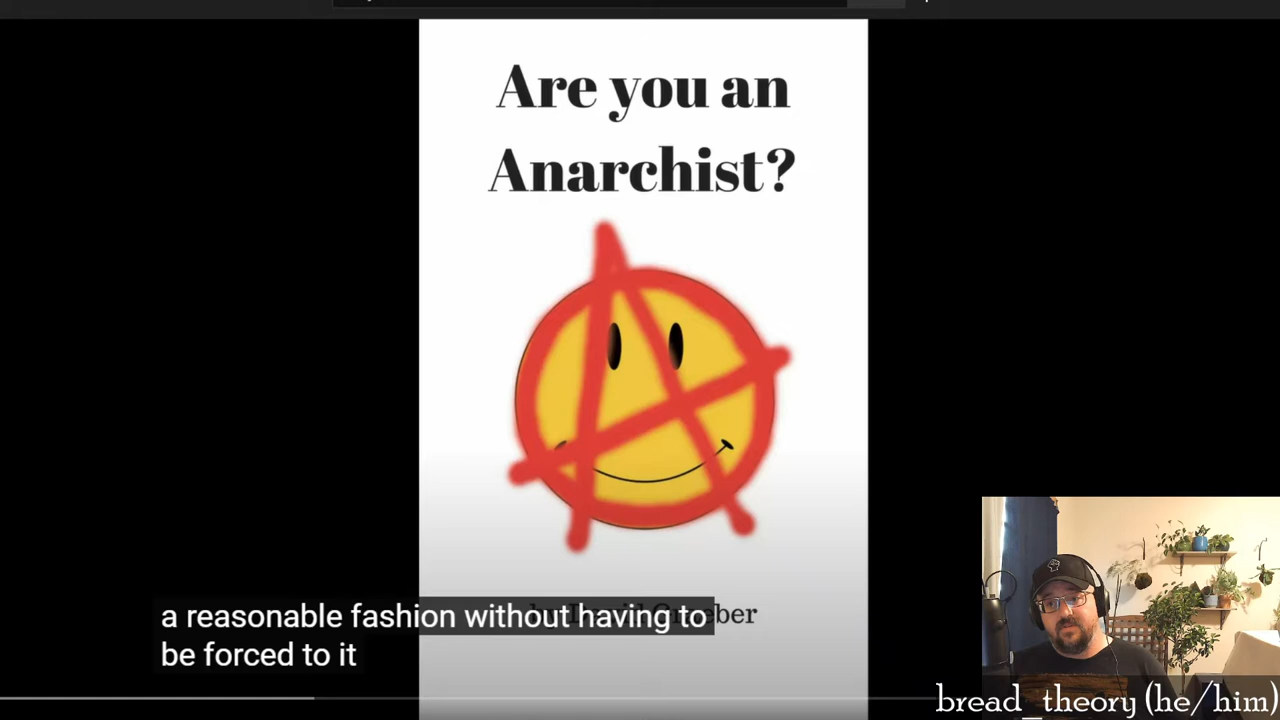 Are you an
Anarchist?
a reasonable fashion without having to
be forced to it
bread_theory (he/him)